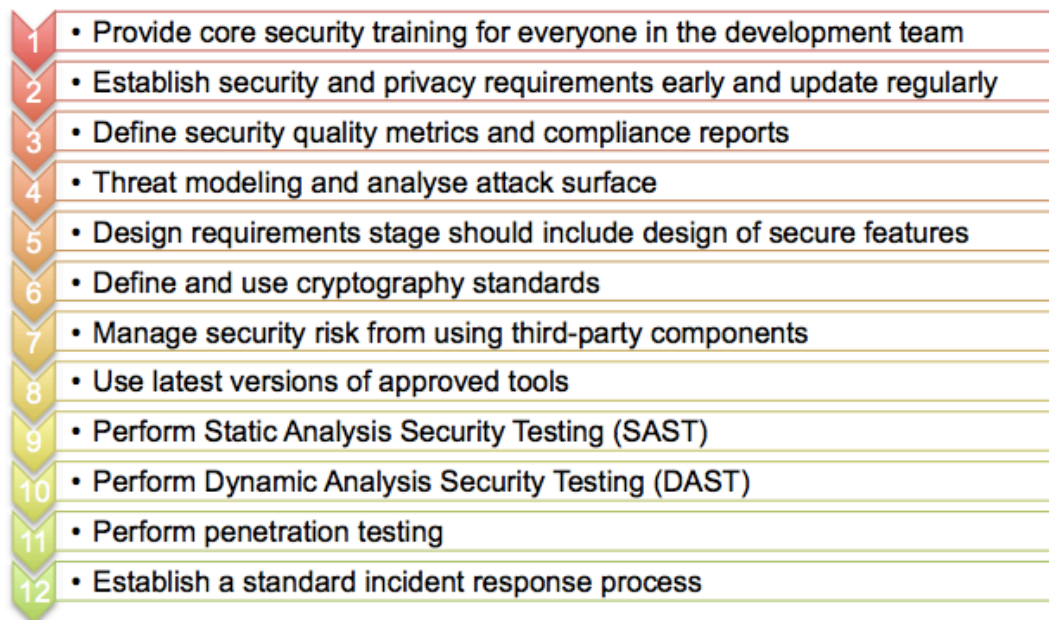 1 • Provide core security training for everyone in the development team
2 • Establish security and privacy requirements early and update regularly
3 • Define security quality metrics and compliance reports
4 • Threat modeling and analyse attack surface
5 • Design requirements stage should include design of secure features
6 • Define and use cryptography standards
7 • Manage security risk from using third-party components
8 • Use latest versions of approved tools
9 • Perform Static Analysis Security Testing (SAST)
10 • Perform Dynamic Analysis Security Testing (DAST)
11 • Perform penetration testing
12 • Establish a standard incident response process